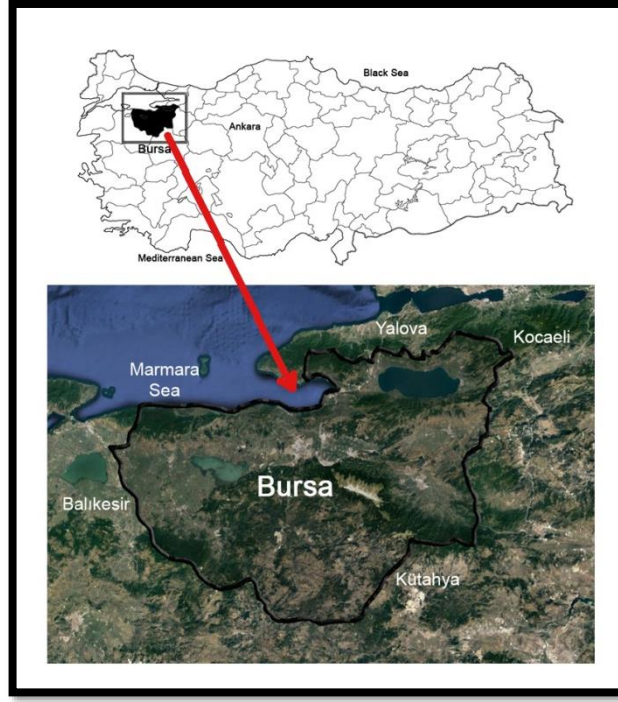 Black Sea
Ankara
Bursa
Mediterranean Sea
Yalova
Kocaeli
Marmara
Sea
Bursa
Balıkesir
Kütahya